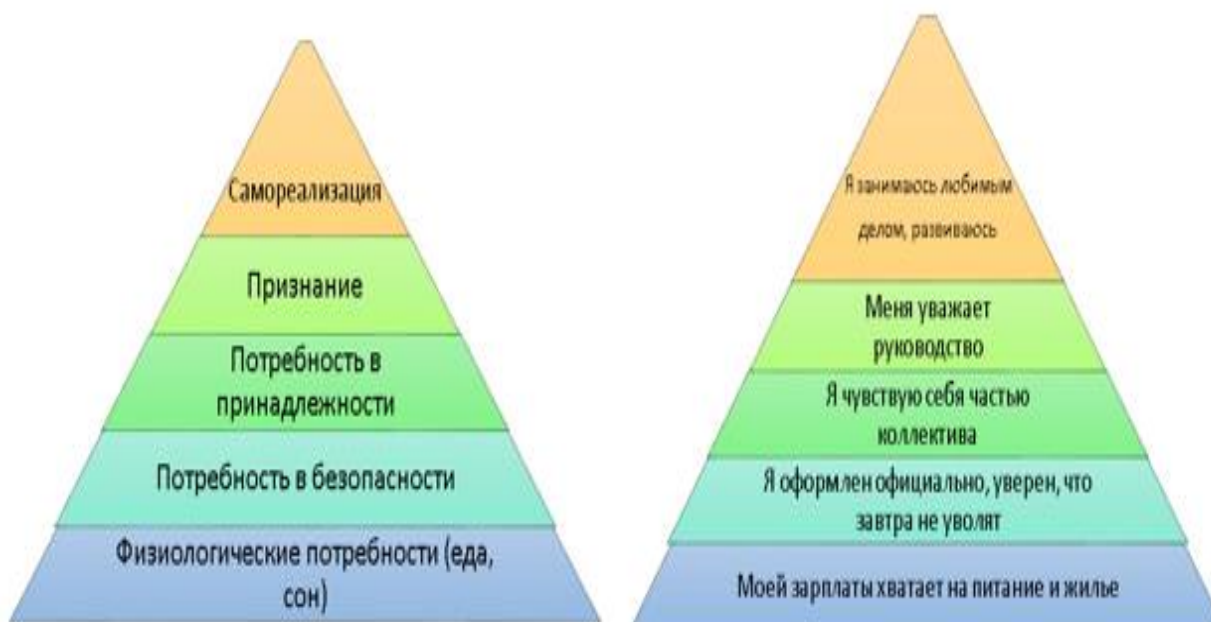 Самореализация
Признание
Потребность в
принадлежности
Потребность в безопасности
Физиологические потребности (еда,
сон)
Я занимаюсь любимым
делом, развиваюсь
Меня уважает
руководство
Я чувствую себя частью
коллектива
Я оформлен официально, уверен, что
завтра не уволят
Моей зарплаты хватает на питание и жилье